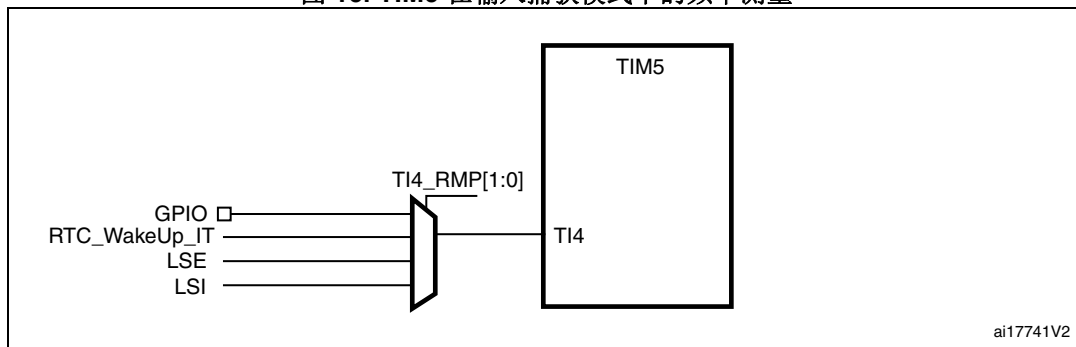 TIM5
TI4_RMP[1:0]
GPIO
RTC_WakeUp_IT
TI4
LSE
LSI
ai17741V2